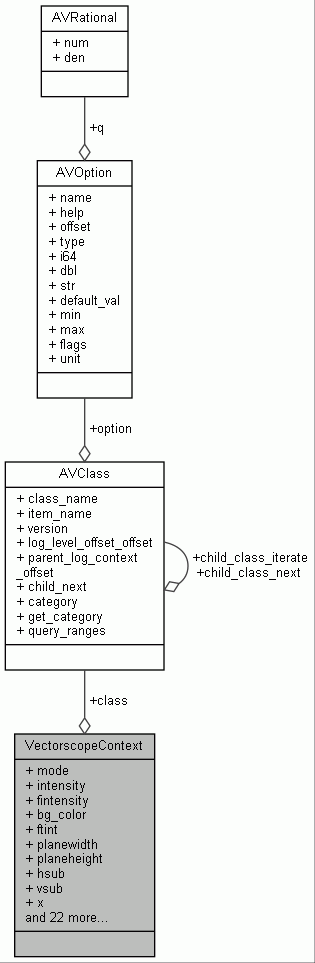 AVRational
+ num
+ den
+q
AVOption
+ name
+ help
+ offset
+ type
+ i64
+ dbl
+ str
+ default_val
+ min
+ max
+ flags
+ unit
+option
AVClass
+ class_name
+ item_name
+ version
+ log_level_offset_offset
+ parent_log_context
_offset
+ child_next
+ category
+ get_category
+ query_ranges
+child_class_iterate
+child_class_next
+class
VectorscopeContext
+ mode
+ intensity
+ fintensity
+ bg_color
+ ftint
+ planewidth
+ planeheight
+ hsub
+ vsub
+ x
and 22 more...